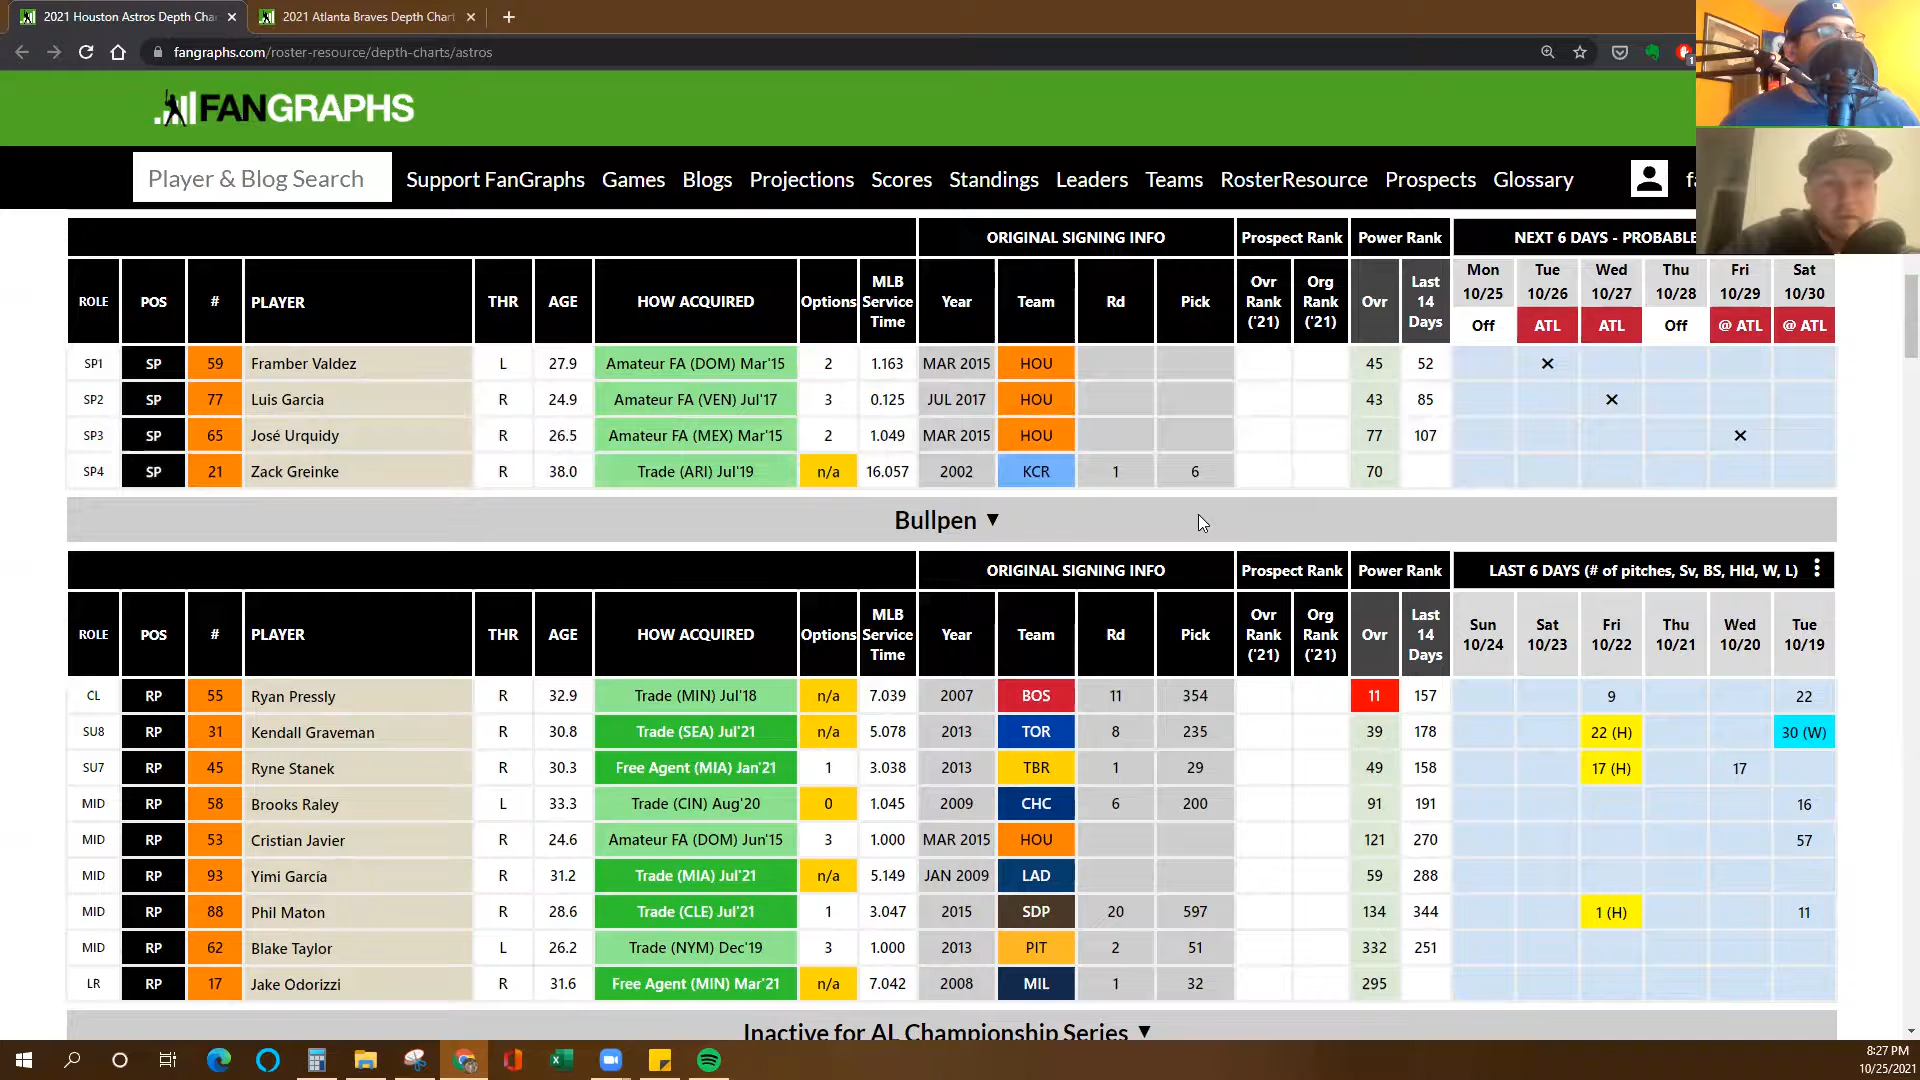 2021 Houston Astros Depth Cha
2021 Atlanta Braves Depth Chart
fangraphs.com/roster-resource/depth-charts/astros
FANGRAPHS
Player & Blog Search Support FanGraphs Games Blogs Projections Scores Standings Leaders Teams RosterResource Prospects Glossary fa
ORIGINAL SIGNING INFO Prospect Rank Power Rank NEXT 6 DAYS - PROBABLE
ROLE POS # PLAYER THR AGE HOW ACQUIRED Options MLB Service Time Year Team Rd Pick Ovr Rank ('21) Org Rank ('21) Ovr Last 14 Days Mon 10/25 Tue 10/26 Wed 10/27 Thu 10/28 Fri 10/29 Sat 10/30
Off ATL ATL Off @ ATL @ ATL
SP1 SP 59 Framber Valdez L 27.9 Amateur FA (DOM) Mar'15 2 1.163 MAR 2015 HOU 45 52 ✕
SP2 SP 77 Luis Garcia R 24.9 Amateur FA (VEN) Jul'17 3 0.125 JUL 2017 HOU 43 85 ✕
SP3 SP 65 José Urquidy R 26.5 Amateur FA (MEX) Mar'15 2 1.049 MAR 2015 HOU 77 107 ✕
SP4 SP 21 Zack Greinke R 38.0 Trade (ARI) Jul'19 n/a 16.057 2002 KCR 1 6 70
Bullpen ▼
ORIGINAL SIGNING INFO Prospect Rank Power Rank LAST 6 DAYS (# of pitches, Sv, BS, Hld, W, L)
ROLE POS # PLAYER THR AGE HOW ACQUIRED Options MLB Service Time Year Team Rd Pick Ovr Rank ('21) Org Rank ('21) Ovr Last 14 Days Sun 10/24 Sat 10/23 Fri 10/22 Thu 10/21 Wed 10/20 Tue 10/19
CL RP 55 Ryan Pressly R 32.9 Trade (MIN) Jul'18 n/a 7.039 2007 BOS 11 354 11 157 9 22
SU8 RP 31 Kendall Graveman R 30.8 Trade (SEA) Jul'21 n/a 5.078 2013 TOR 8 235 39 178 22 (H) 30 (W)
SU7 RP 45 Ryne Stanek R 30.3 Free Agent (MIA) Jan'21 1 3.038 2013 TBR 1 29 49 158 17 (H) 17
MID RP 58 Brooks Raley L 33.3 Trade (CIN) Aug'20 0 1.045 2009 CHC 6 200 91 191 16
MID RP 53 Cristian Javier R 24.6 Amateur FA (DOM) Jun'15 3 1.000 MAR 2015 HOU 121 270 57
MID RP 93 Yimi García R 31.2 Trade (MIA) Jul'21 n/a 5.149 JAN 2009 LAD 59 288
MID RP 88 Phil Maton R 28.6 Trade (CLE) Jul'21 1 3.047 2015 SDP 20 597 134 344 1 (H) 11
MID RP 62 Blake Taylor L 26.2 Trade (NYM) Dec'19 3 1.000 2013 PIT 2 51 332 251
LR RP 17 Jake Odorizzi R 31.6 Free Agent (MIN) Mar'21 n/a 7.042 2008 MIL 1 32 295
Inactive for AL Championship Series ▼
8:27 PM
10/25/2021